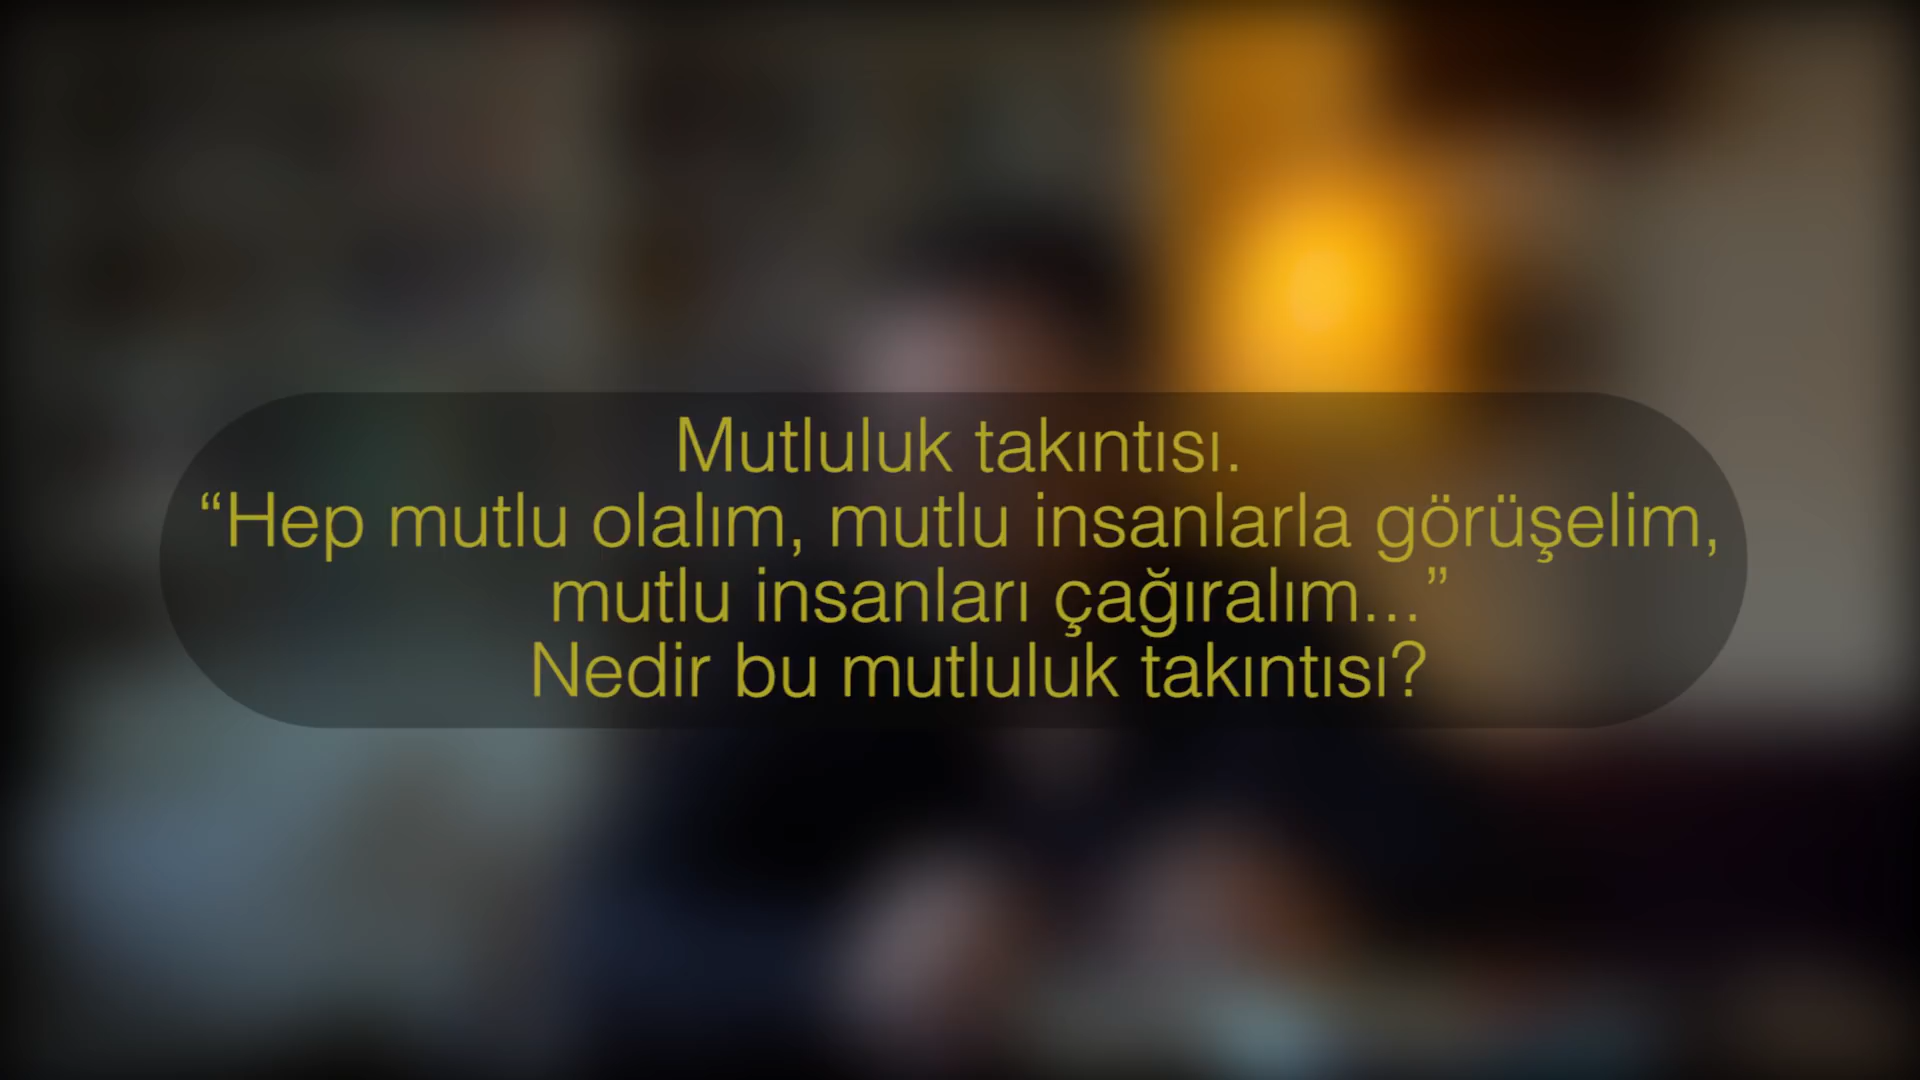 Mutluluk takıntısı.
“Hep mutlu olalım, mutlu insanlarla görüşelim,
mutlu insanları çağıralım...”
Nedir bu mutluluk takıntısı?